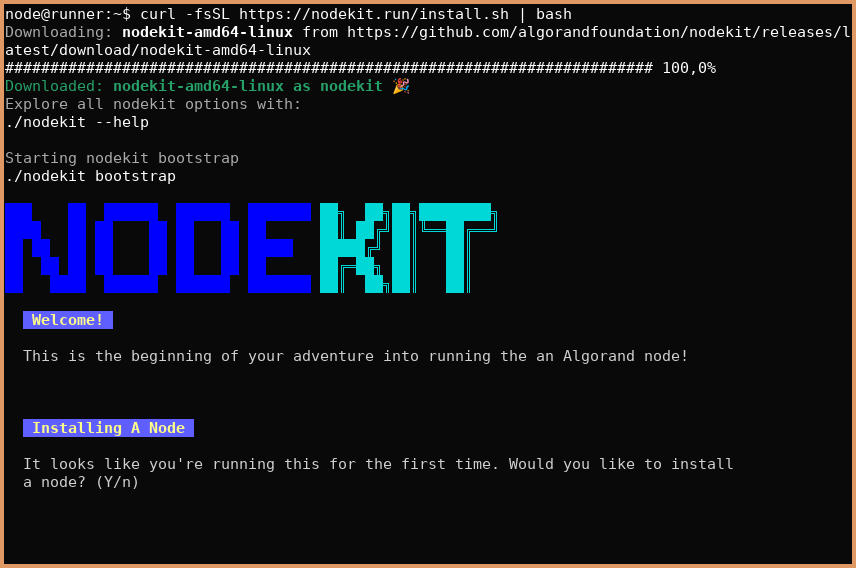 node@runner:~$ curl -fsSL https://nodekit.run/install.sh | bash
Downloading: nodekit-amd64-linux from https://github.com/algorandfoundation/nodekit/releases/l
atest/download/nodekit-amd64-linux
######################################################################## 100,0%
Downloaded: nodekit-amd64-linux as nodekit 🎉
Explore all nodekit options with:
./nodekit --help
Starting nodekit bootstrap
./nodekit bootstrap
NODEKIT
Welcome!
This is the beginning of your adventure into running the an Algorand node!
Installing A Node
It looks like you're running this for the first time. Would you like to install
a node? (Y/n)